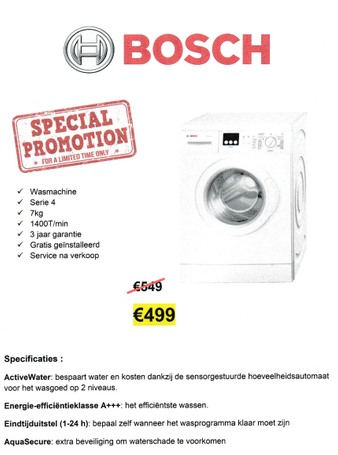 BOSCH
SPECIAL
PROMOTION
FOR A LIMITED TIME ONLY
Wasmachine
Serie 4
7kg
1400T/min
3 jaar garantie
Gratis geïnstalleerd
Service na verkoop
€549
€499
Specificaties :
ActiveWater: bespaart water en kosten dankzij de sensorgestuurde hoeveelheidsautomaat
voor het wasgoed op 2 niveaus.
Energie-efficiëntieklasse A+++: het efficiëntste wassen.
Eindtijduitstel (1-24 h): bepaal zelf wanneer het wasprogramma klaar moet zijn
AquaSecure: extra beveiliging om waterschade te voorkomen